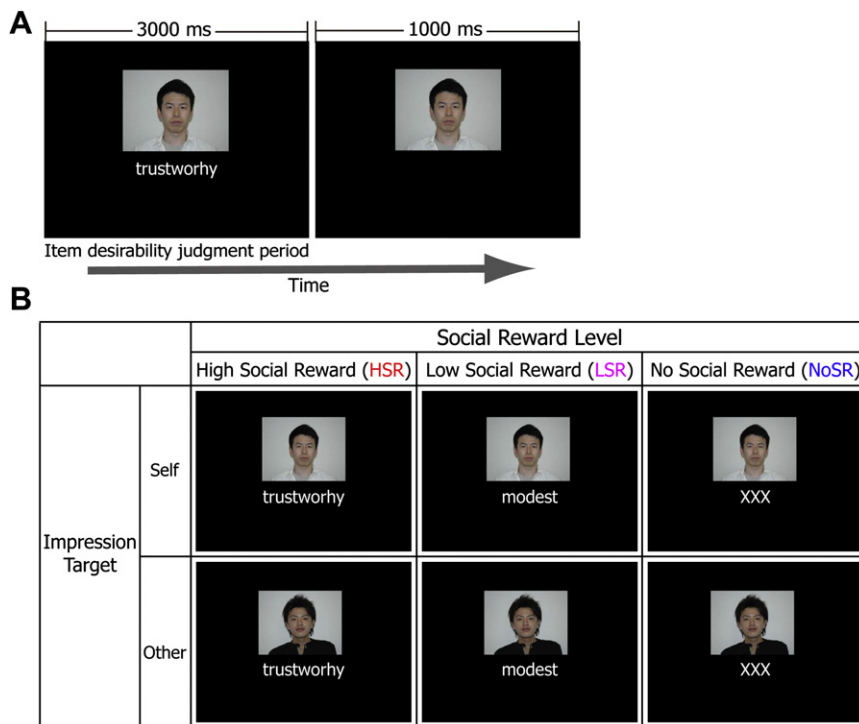 A
3000 ms
1000 ms
trustworhy
Item desirability judgment period
Time
B
Social Reward Level
High Social Reward (HSR)
Low Social Reward (LSR)
No Social Reward (NoSR)
Impression
Target
Self
trustworhy
modest
XXX
Other
trustworhy
modest
XXX